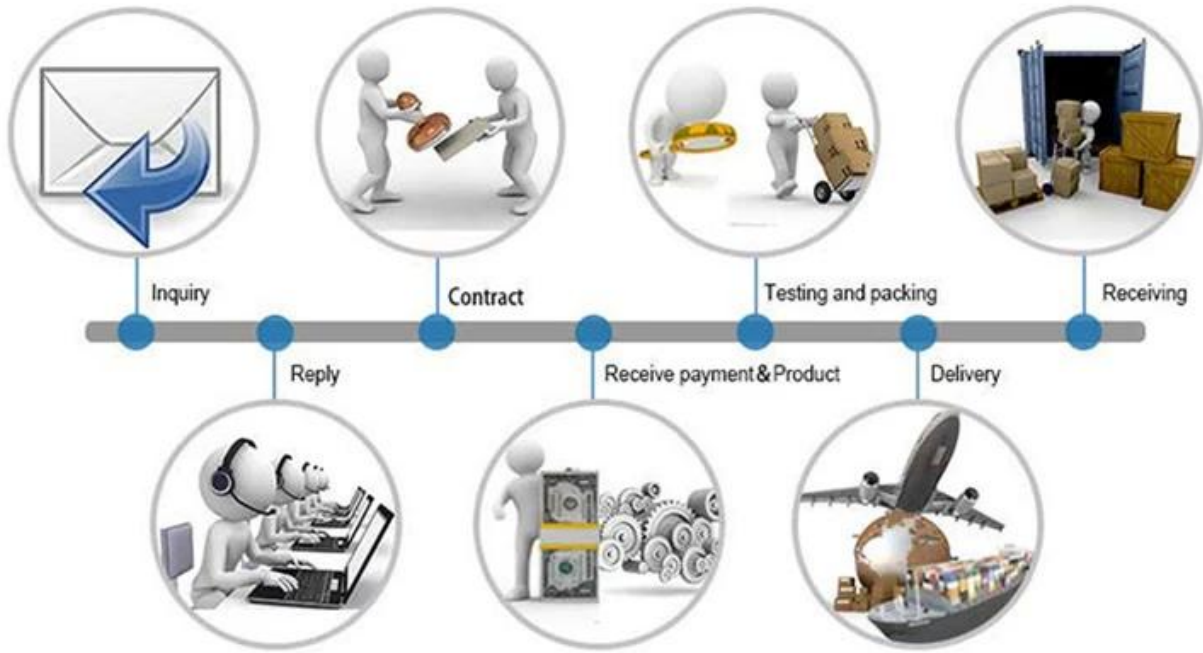 Inquiry
Contract
Testing and packing
Receiving
Reply
Receive payment&Product
Delivery